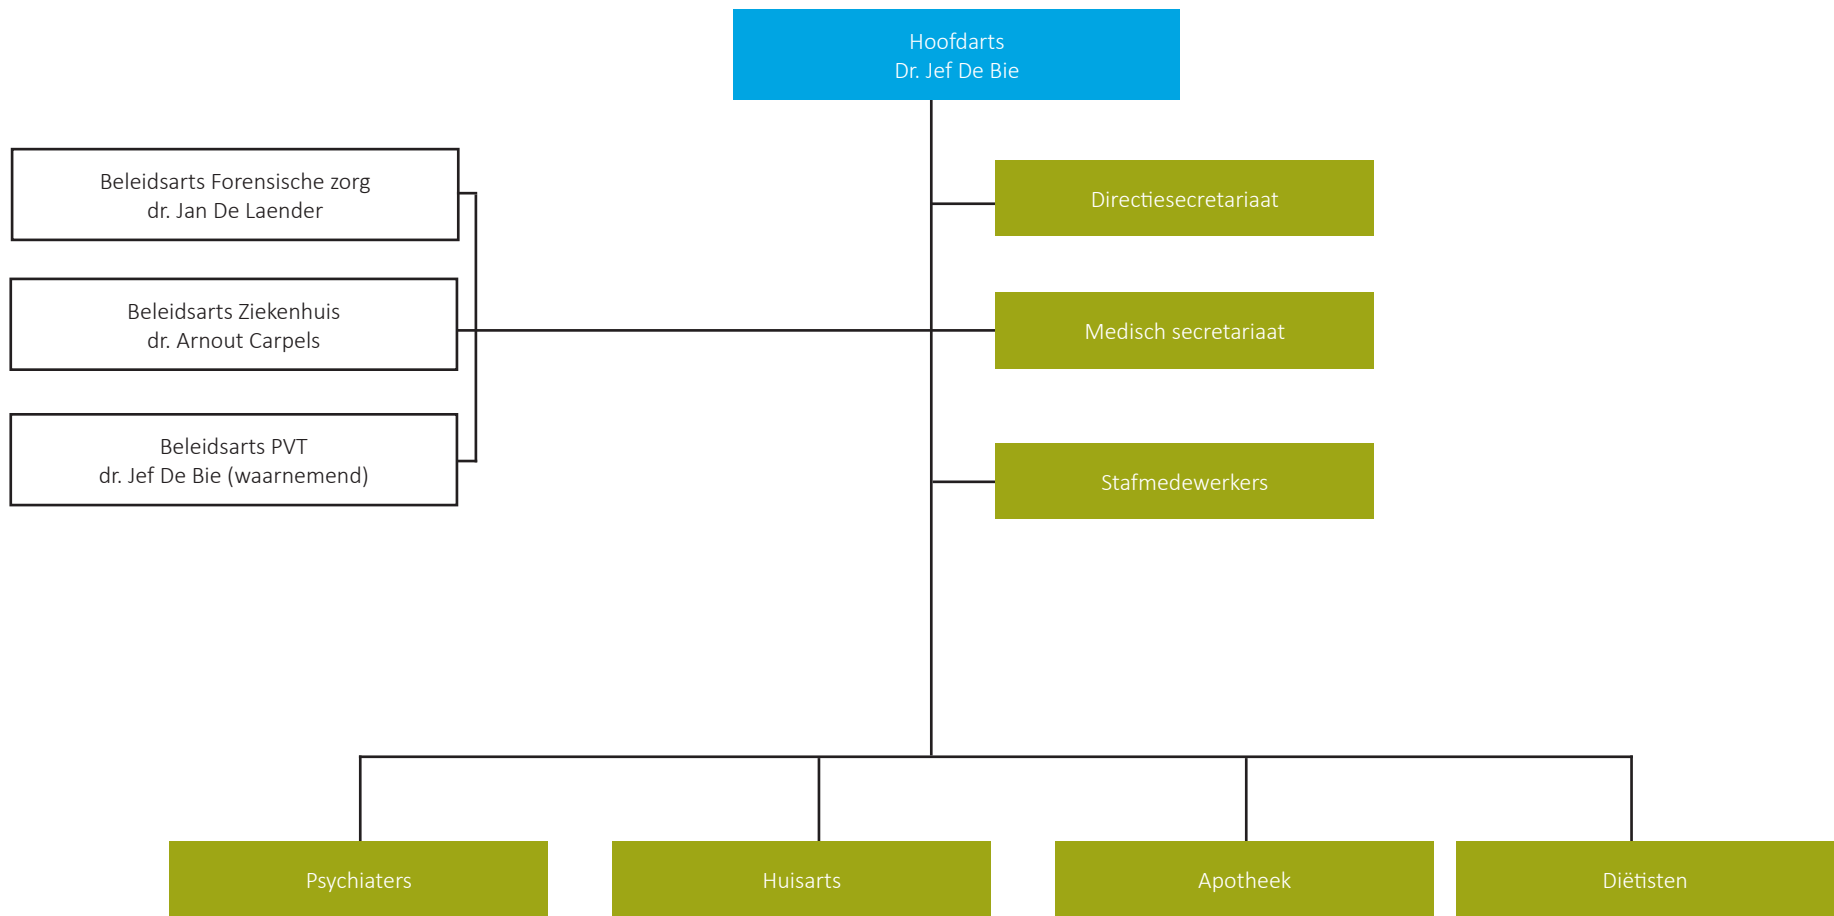 Hoofdarts
Dr. Jef De Bie
Beleidsarts Forensische zorg
dr. Jan De Laender
Directiesecretariaat
Beleidsarts Ziekenhuis
dr. Arnout Carpels
Medisch secretariaat
Beleidsarts PVT
dr. Jef De Bie (waarnemend)
Stafmedewerkers
Psychiaters
Huisarts
Apotheek
Diëtisten